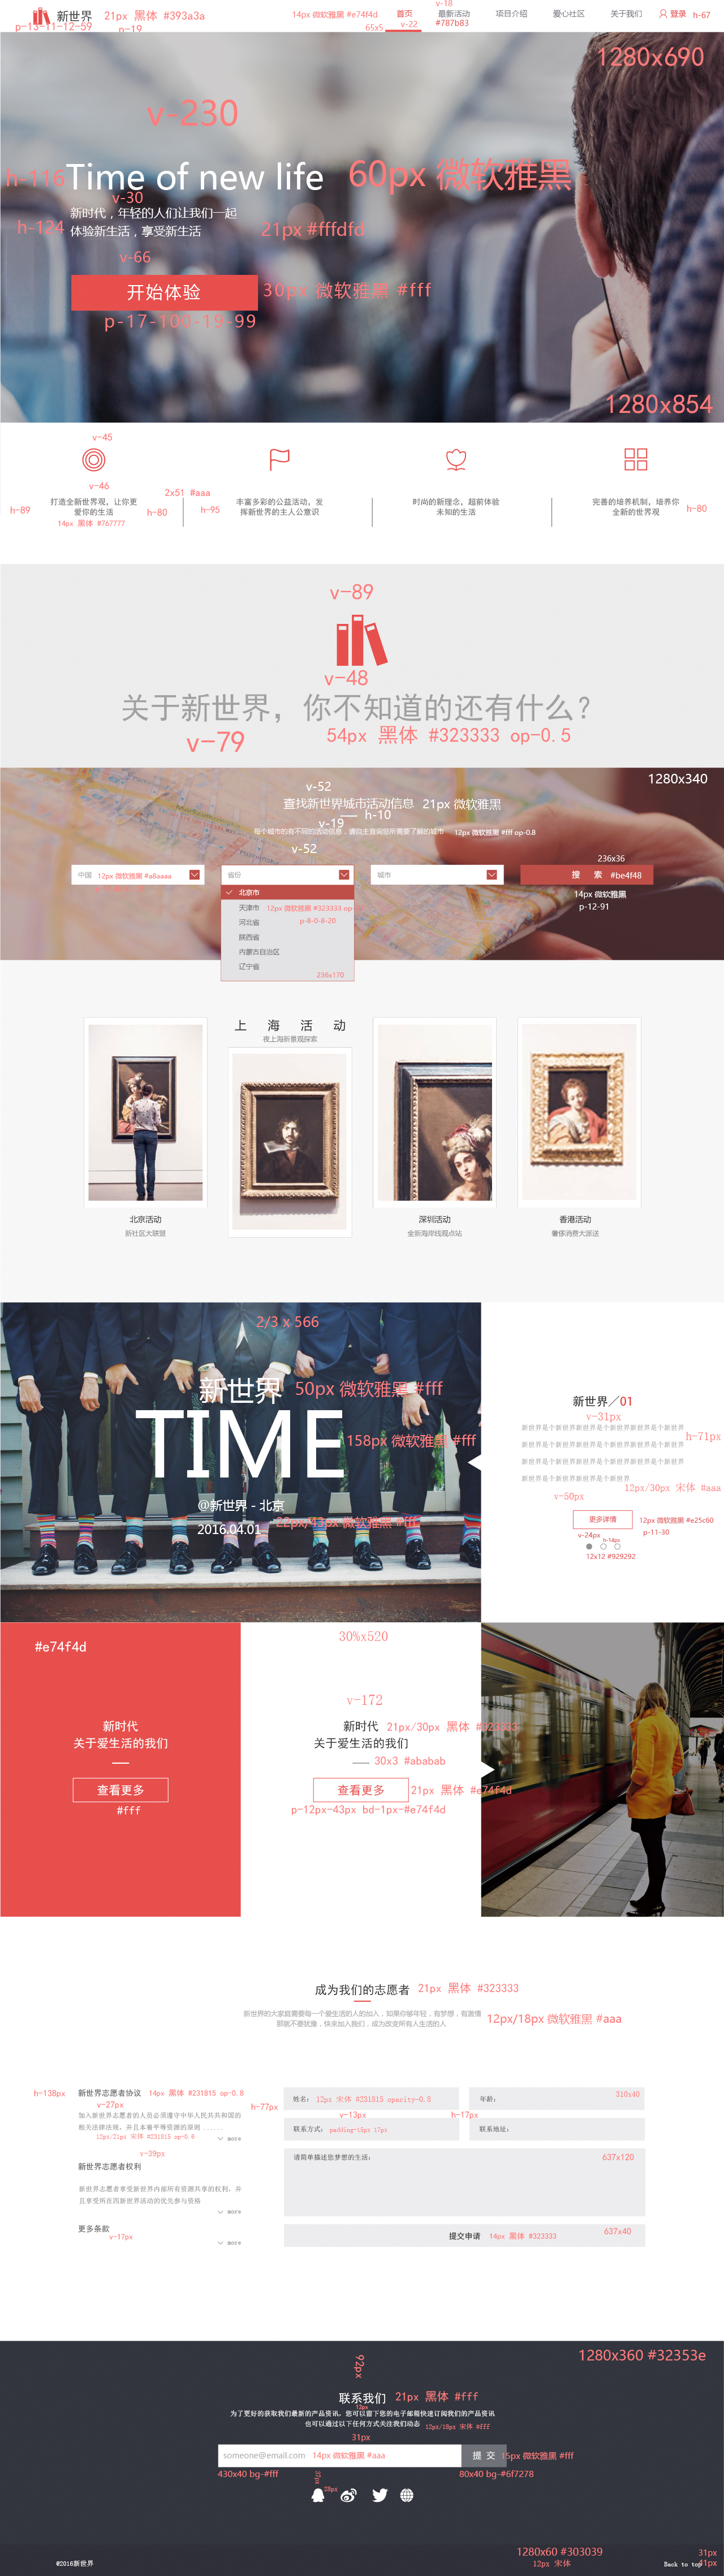 新世界
21px 黑体 #393a3a
p-13-11-12-59
p-19
14px 微软雅黑 #e74f4d
65x5
首页
v-22
v-18
最新活动
#787b83
项目介绍
爱心社区
关于我们
登录
h-67
1280x690
v-230
h-116
Time of new life
60px 微软雅黑
v-30
新时代，年轻的人们让我们一起
h-124
体验新生活，享受新生活
21px #fffdfd
v-66
开始体验
30px 微软雅黑 #fff
p-17-100-19-99
1280x854
v-45
v-46
打造全新世界观，让你更
爱你的生活
h-89
h-80
14px 黑体 #767777
2x51 #aaa
h-95
丰富多彩的公益活动，发
挥新世界的主人公意识
时尚的新理念，超前体验
未知的生活
完善的培养机制，培养你
全新的世界观
h-80
v-89
v-48
关于新世界，你不知道的还有什么？
v-79
54px 黑体 #323333 op-0.5
1280x340
v-52
查找新世界城市活动信息
21px 微软雅黑
h-10
v-19
每个城市的有不同的活动信息，请自主查询您所需要了解的城市
12px 微软雅黑 #fff op-0.8
v-52
中国
12px 微软雅黑 #a8aaaa
省份
城市
236x36
搜 索
#be4f48
14px 微软雅黑
p-12-91
北京市
天津市
12px 微软雅黑 #323333 op-
河北省
p-8-0-8-20
陕西省
内蒙古自治区
辽宁省
236x170
上 海 活 动
夜上海新景观探索
北京活动
新社区大联盟
深圳活动
全新海岸线观点站
香港活动
奢侈消费大派送
2/3 x 566
新世界
50px 微软雅黑 #fff
TIME
158px 微软雅黑 #fff
@新世界 - 北京
2016.04.01
22px/43px 微软雅黑 #fff
新世界／01
v-31px
新世界是个新世界新世界是个新世界新世界是个新世界
h-71px
新世界是个新世界新世界是个新世界新世界是个新世界
新世界是个新世界新世界是个新世界新世界是个新世界
新世界是个新世界新世界是个新世界
12px/30px 宋体 #aaa
v-50px
更多详情
12px 微软雅黑 #e25c60
p-11-30
v-24px
h-14px
12x12 #929292
#e74f4d
新时代
关于爱生活的我们
查看更多
#fff
30%x520
v-172
新时代
21px/30px 黑体 #323333
关于爱生活的我们
30x3 #ababab
查看更多
21px 黑体 #e74f4d
p-12px-43px bd-1px-#e74f4d
成为我们的志愿者
21px 黑体 #323333
新世界的大家庭需要每一个爱生活的人的加入，如果你够年轻，有梦想，有激情
那就不要犹豫，快来加入我们，成为改变所有人生活的人
12px/18px 微软雅黑 #aaa
h-138px
新世界志愿者协议
14px 黑体 #231815 op-0.8
v-27px
加入新世界志愿者的人员必须遵守中华人民共和国的
相关法律法规，并且本着平等资源的原则 ......
12px/21px 宋体 #231815 op-0.6
more
v-39px
新世界志愿者权利
新世界志愿者享受新世界内部所有资源共享的权利，并
且享受所在四新世界活动的优先参与资格
more
更多条款
v-17px
more
h-77px
姓名：
12px 宋体 #231815 opacity-0.8
年龄：
310x40
v-13px
h-17px
联系方式：
padding-15px 17px
联系地址：
请简单描述您梦想的生活：
637x120
提交申请
14px 黑体 #323333
637x40
1280x360 #32353e
92px
联系我们
21px 黑体 #fff
12px
为了更好的获取我们最新的产品资讯，您可以留下您的电子邮箱快速订阅我们的产品资讯
也可以通过以下任何方式关注我们动态
12px/18px 宋体 #fff
31px
someone@email.com
14px 微软雅黑 #aaa
提 交
15px 微软雅黑 #fff
430x40 bg-#fff
80x40 bg-#6f7278
37px
28px
1280x60 #303039
12px 宋体
@2016新世界
31px
Back to top
41px